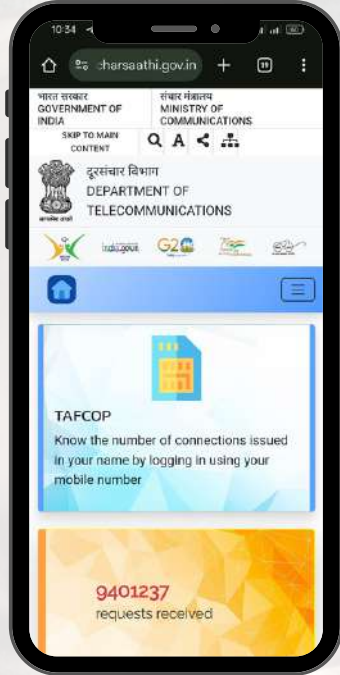 10:34
charsaathi.gov.in
भारत सरकार
GOVERNMENT OF
INDIA
संचार मंत्रालय
MINISTRY OF
COMMUNICATIONS
SKIP TO MAIN
CONTENT
A
दूरसंचार विभाग
DEPARTMENT OF
TELECOMMUNICATIONS
G20
TAFCOP
Know the number of connections issued
in your name by logging in using your
mobile number
9401237
requests received